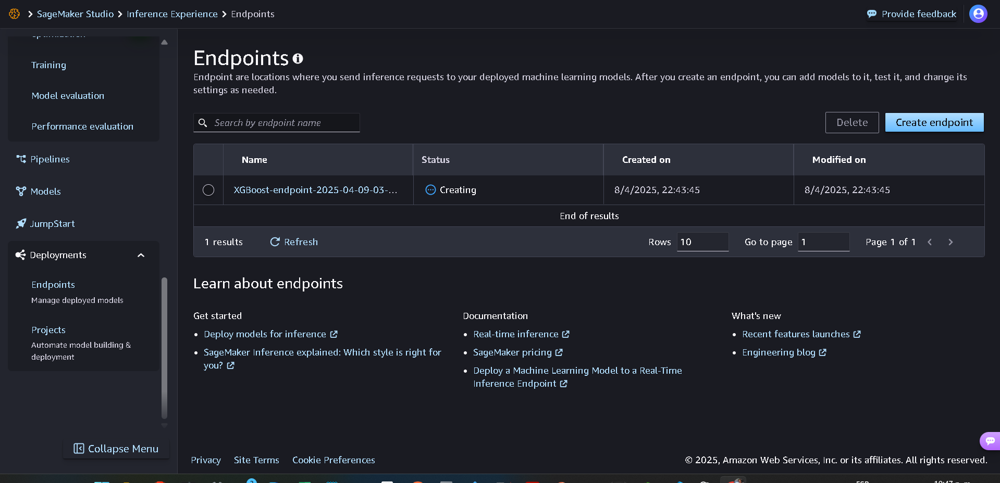 SageMaker Studio > Inference Experience > Endpoints
Provide feedback
Optimization
Training
Model evaluation
Performance evaluation
Pipelines
Models
JumpStart
Deployments
Endpoints
Manage deployed models
Projects
Automate model building &
deployment
Collapse Menu
Endpoints
Endpoint are locations where you send inference requests to your deployed machine learning models. After you create an endpoint, you can add models to it, test it, and change its
settings as needed.
Search by endpoint name
Delete
Create endpoint
Name Status Created on Modified on
XGBoost-endpoint-2025-04-09-03-... Creating 8/4/2025, 22:43:45 8/4/2025, 22:43:45
End of results
1 results Refresh Rows 10 Go to page 1 Page 1 of 1
Learn about endpoints
Get started
Deploy models for inference
SageMaker Inference explained: Which style is right for
you?
Documentation
Real-time inference
SageMaker pricing
Deploy a Machine Learning Model to a Real-Time
Inference Endpoint
What's new
Recent features launches
Engineering blog
Privacy Site Terms Cookie Preferences
© 2025, Amazon Web Services, Inc. or its affiliates. All rights reserved.